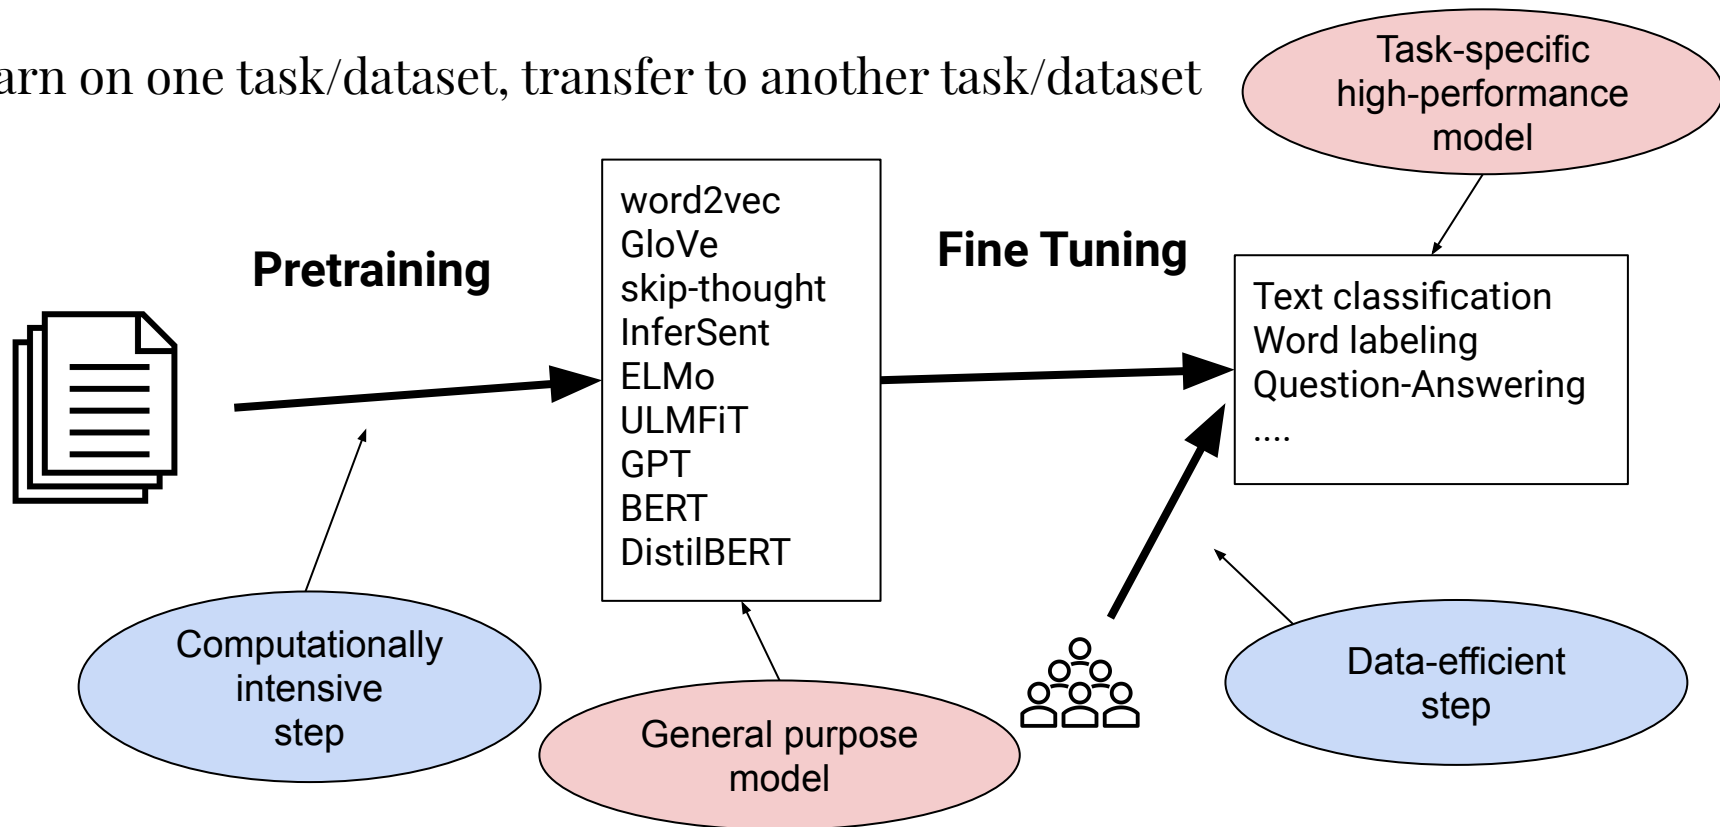 arn on one task/dataset, transfer to another task/dataset
Task-specific
high-performance
model
Pretraining
word2vec
GloVe
skip-thought
InferSent
ELMo
ULMFiT
GPT
BERT
DistilBERT
Fine Tuning
Text classification
Word labeling
Question-Answering
....
Computationally
intensive
step
General purpose
model
Data-efficient
step